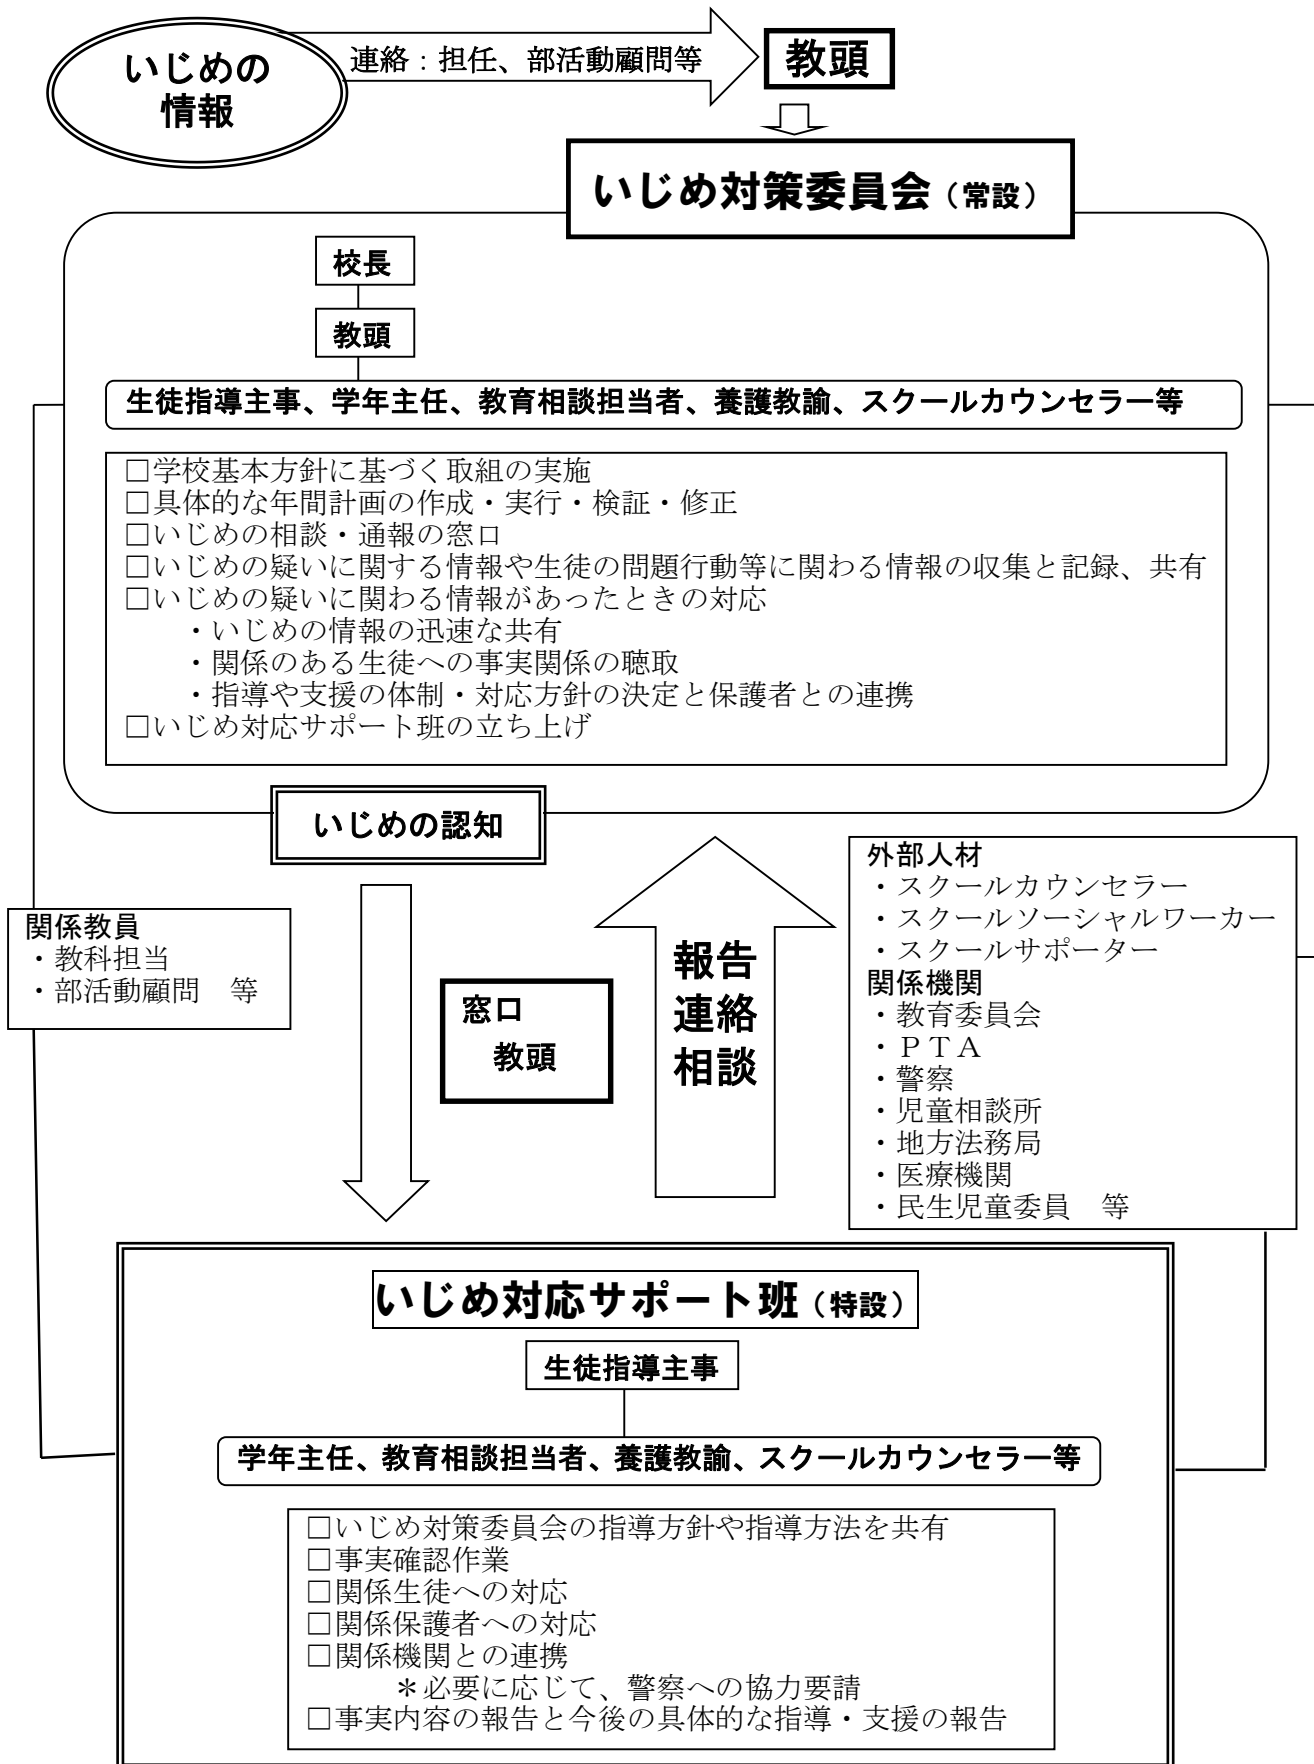 いじめの
情報
連絡：担任、部活動顧問等
教頭
いじめ対策委員会（常設）
校長
教頭
生徒指導主事、学年主任、教育相談担当者、養護教諭、スクールカウンセラー等
□学校基本方針に基づく取組の実施
□具体的な年間計画の作成・実行・検証・修正
□いじめの相談・通報の窓口
□いじめの疑いに関する情報や生徒の問題行動等に関わる情報の収集と記録、共有
□いじめの疑いに関わる情報があったときの対応
・いじめの情報の迅速な共有
・関係のある生徒への事実関係の聴取
・指導や支援の体制・対応方針の決定と保護者との連携
□いじめ対応サポート班の立ち上げ
いじめの認知
関係教員
・教科担当
・部活動顧問　等
窓口
教頭
報告
連絡
相談
外部人材
・スクールカウンセラー
・スクールソーシャルワーカー
・スクールサポーター
関係機関
・教育委員会
・ＰＴＡ
・警察
・児童相談所
・地方法務局
・医療機関
・民生児童委員　等
いじめ対応サポート班（特設）
生徒指導主事
学年主任、教育相談担当者、養護教諭、スクールカウンセラー等
□いじめ対策委員会の指導方針や指導方法を共有
□事実確認作業
□関係生徒への対応
□関係保護者への対応
□関係機関との連携
＊必要に応じて、警察への協力要請
□事実内容の報告と今後の具体的な指導・支援の報告